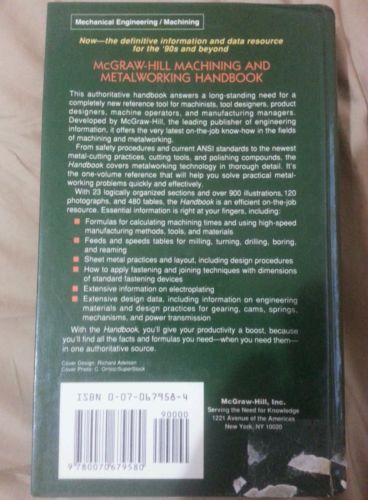 Mechanical Engineering / Machining
Now—the definitive information and data resource
for the '90s and beyond
McGRAW-HILL MACHINING AND
METALWORKING HANDBOOK
This authoritative handbook answers a long-standing need for a
completely new reference tool for machinists, tool designers, product
designers, machine operators, and manufacturing managers.
Developed by McGraw-Hill, the leading publisher of engineering
information, it offers the very latest on-the-job know-how in the fields
of machining and metalworking.
From safety procedures and current ANSI standards to the newest
metal-cutting practices, cutting tools, and polishing compounds, the
Handbook covers metalworking technology in thorough detail. It's
the one-volume reference that will help you solve practical metal-
working problems quickly and effectively.
With 23 logically organized sections and over 900 illustrations, 120
photographs, and 480 tables, the Handbook is an efficient on-the-job
resource. Essential information is right at your fingers, including:
Formulas for calculating machining times and using high-speed
manufacturing methods, tools, and materials
Feeds and speeds tables for milling, turning, drilling, boring,
and reaming
Sheet metal practices and layout, including design procedures
How to apply fastening and joining techniques with dimensions
of standard fastening devices
Extensive information on electroplating
Extensive design data, including information on engineering
materials and design practices for gearing, cams, springs,
mechanisms, and power transmission
With the Handbook, you'll give your productivity a boost, because
you'll find all the facts and formulas you need—when you need them—
in one authoritative source.
Cover Design: Richard Adelson
Cover Photo: C. Orrico/SuperStock
ISBN 0-07-067958-4
90000
9 780070 679580
McGraw-Hill, Inc.
Serving the Need for Knowledge
1221 Avenue of the Americas
New York, NY 10020